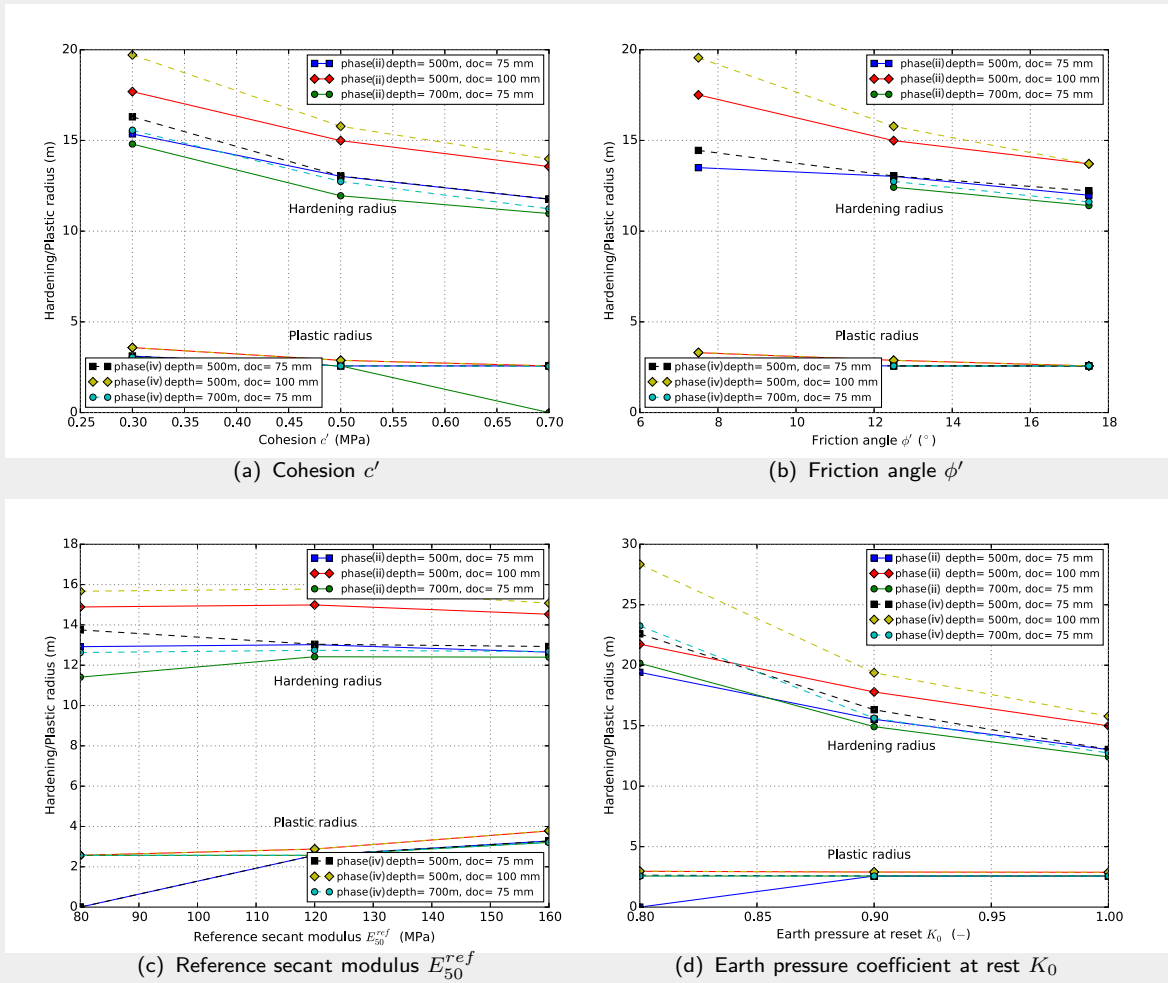 20
15
10
5
0
Hardening/Plastic radius (m)
phase(ii) depth= 500m, doc= 75 mm
phase(ii) depth= 500m, doc= 100 mm
phase(ii) depth= 700m, doc= 75 mm
Hardening radius
Plastic radius
phase(iv) depth= 500m, doc= 75 mm
phase(iv) depth= 500m, doc= 100 mm
phase(iv) depth= 700m, doc= 75 mm
0.25 0.30 0.35 0.40 0.45 0.50 0.55 0.60 0.65 0.70
Cohesion c′ (MPa)
(a) Cohesion c′
20
15
10
5
0
Hardening/Plastic radius (m)
phase(ii) depth= 500m, doc= 75 mm
phase(ii) depth= 500m, doc= 100 mm
phase(ii) depth= 700m, doc= 75 mm
Hardening radius
Plastic radius
phase(iv) depth= 500m, doc= 75 mm
phase(iv) depth= 500m, doc= 100 mm
phase(iv) depth= 700m, doc= 75 mm
6 8 10 12 14 16 18
Friction angle ϕ′ (°)
(b) Friction angle ϕ′
18
16
14
12
10
8
6
4
2
0
Hardening/Plastic radius (m)
phase(ii) depth= 500m, doc= 75 mm
phase(ii) depth= 500m, doc= 100 mm
phase(ii) depth= 700m, doc= 75 mm
Hardening radius
Plastic radius
phase(iv) depth= 500m, doc= 75 mm
phase(iv) depth= 500m, doc= 100 mm
phase(iv) depth= 700m, doc= 75 mm
80 90 100 110 120 130 140 150 160
Reference secant modulus E_50^ref (MPa)
(c) Reference secant modulus E_50^ref
30
25
20
15
10
5
0
Hardening/Plastic radius (m)
phase(ii) depth= 500m, doc= 75 mm
phase(ii) depth= 500m, doc= 100 mm
phase(ii) depth= 700m, doc= 75 mm
phase(iv) depth= 500m, doc= 75 mm
phase(iv) depth= 500m, doc= 100 mm
phase(iv) depth= 700m, doc= 75 mm
Hardening radius
Plastic radius
0.80 0.85 0.90 0.95 1.00
Earth pressure at reset K_0 (−)
(d) Earth pressure coefficient at rest K_0